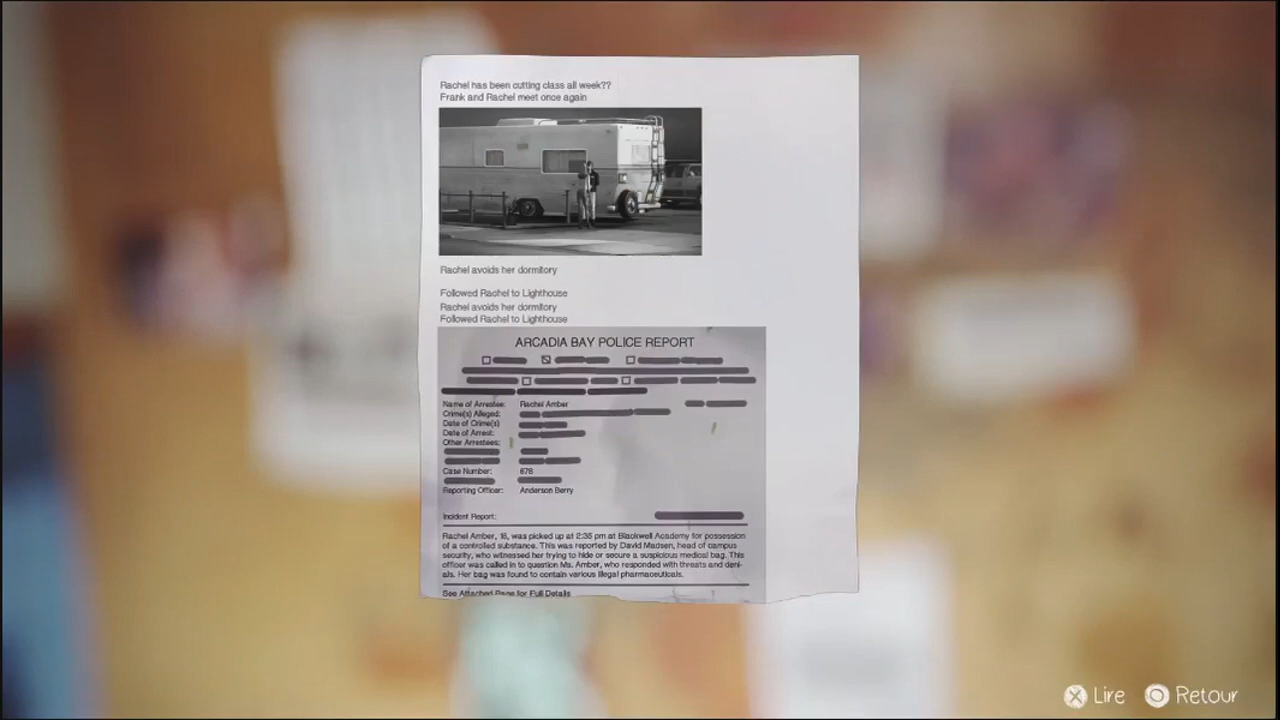 Rachel has been cutting class all week??
Frank and Rachel meet once again
Rachel avoids her dormitory
Followed Rachel to Lighthouse
Rachel avoids her dormitory
Followed Rachel to Lighthouse
ARCADIA BAY POLICE REPORT
Name of Arrestee: Rachel Amber
Crime(s) Alleged:
Date of Crime(s)
Date of Arrest:
Other Arrestees:
Case Number: 678
Reporting Officer: Anderson Berry
Incident Report:
Rachel Amber, 16, was picked up at 2:35 pm at Blackwell Academy for possession
of a controlled substance. This was reported by David Madsen, head of campus
security, who witnessed her trying to hide or secure a suspicious medical bag. This
officer was called in to question Ms. Amber, who responded with threats and deni-
als. Her bag was found to contain various illegal pharmaceuticals.
See Attached Page for Full Details
Lire Retour